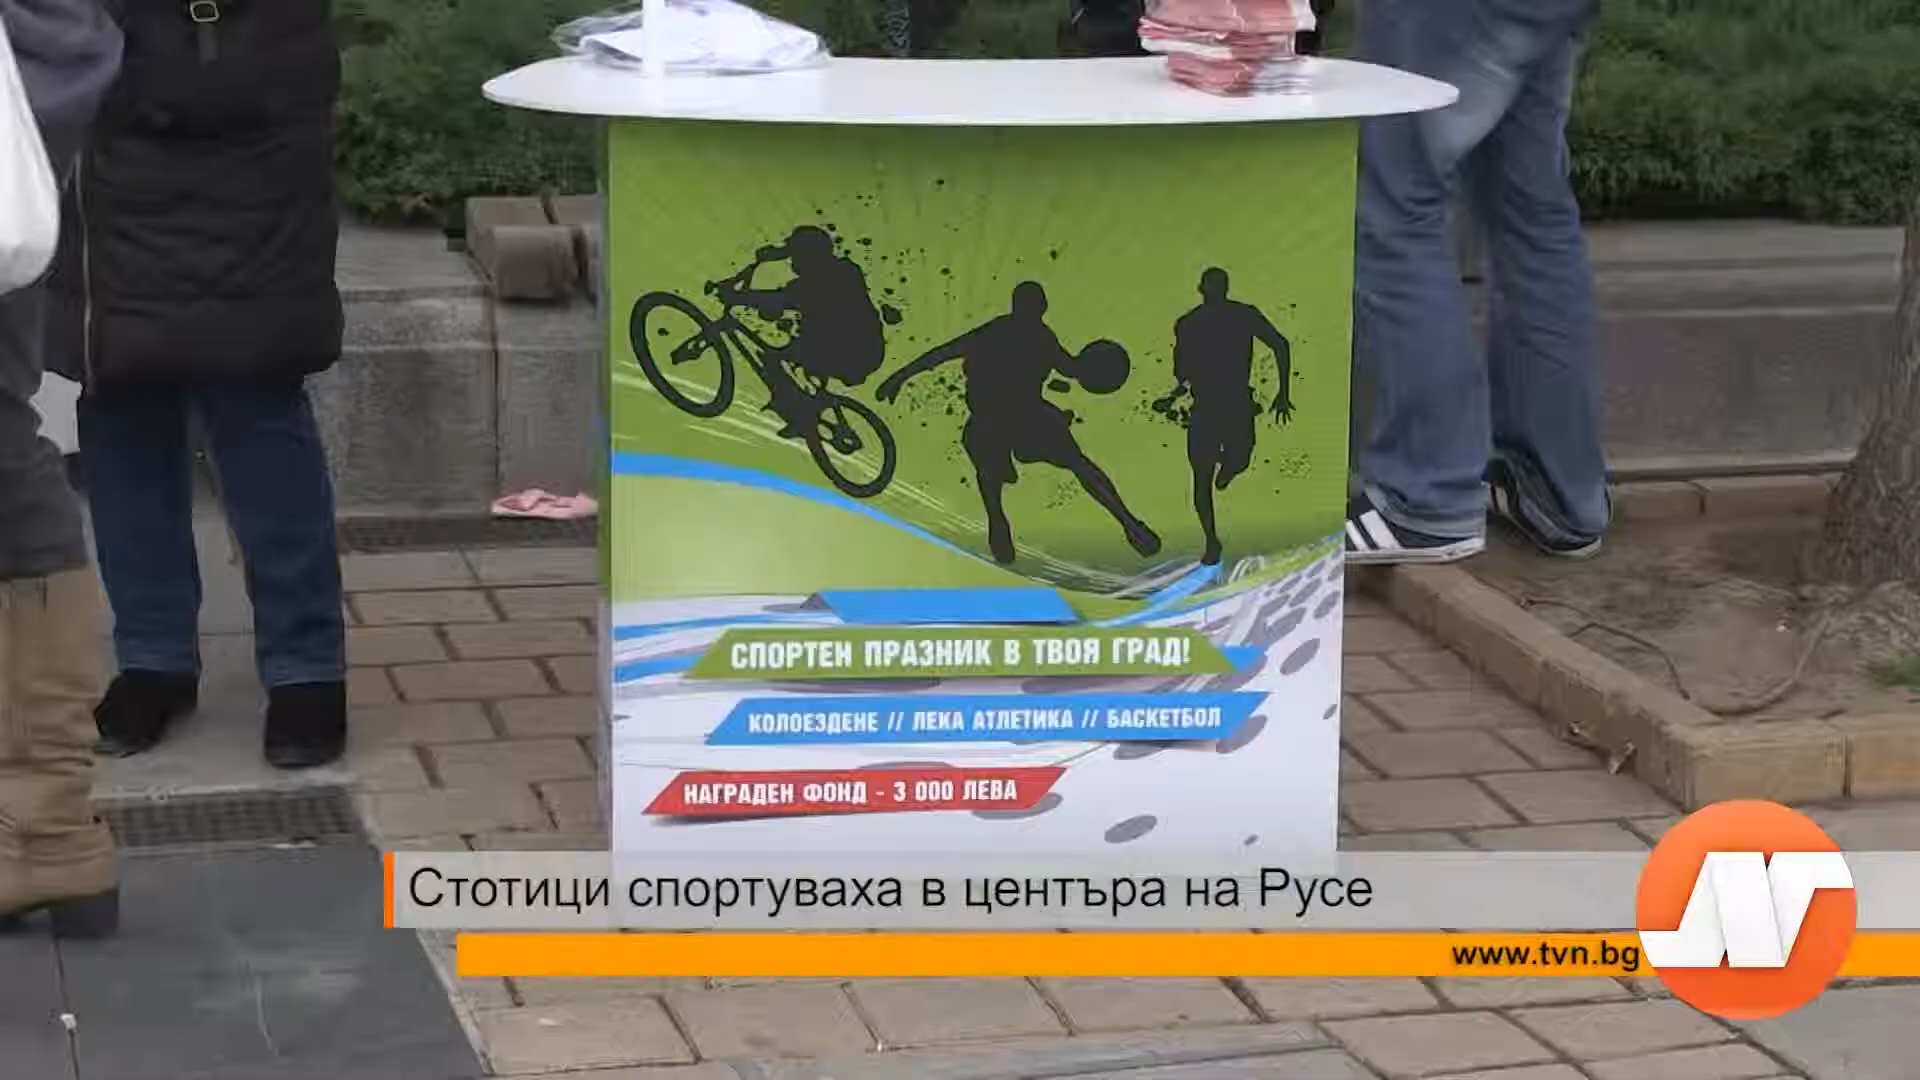 СПОРТЕН ПРАЗНИК В ТВОЯ ГРАД!
КОЛОЕЗДЕНЕ // ЛЕКА АТЛЕТИКА // БАСКЕТБОЛ
НАГРАДЕН ФОНД - 3 000 ЛЕВА
Стотици спортуваха в центъра на Русе
www.tvn.bg